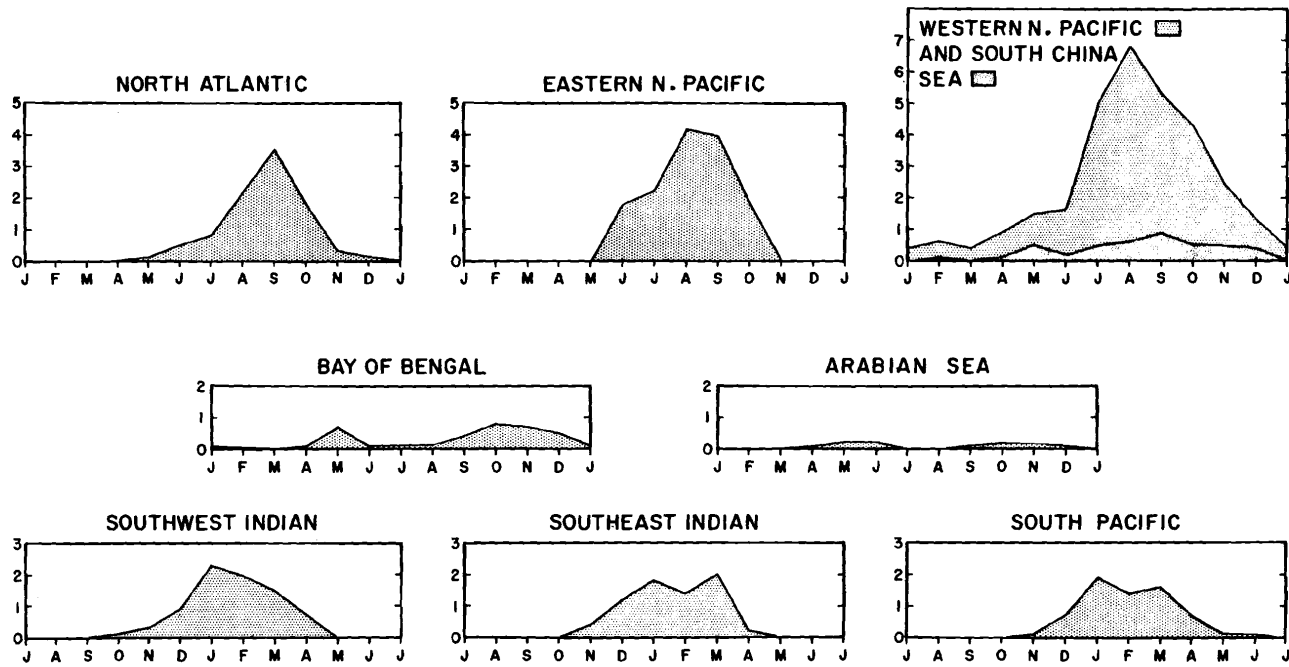 WESTERN N. PACIFIC
AND SOUTH CHINA
SEA
NORTH ATLANTIC
EASTERN N. PACIFIC
5
4
3
2
1
0
J F M A M J J A S O N D J
5
4
3
2
1
0
J F M A M J J A S O N D J
7
6
5
4
3
2
1
0
J F M A M J J A S O N D J
BAY OF BENGAL
2
1
0
J F M A M J J A S O N D J
ARABIAN SEA
2
1
0
J F M A M J J A S O N D J
SOUTHWEST INDIAN
3
2
1
0
J A S O N D J F M A M J J
SOUTHEAST INDIAN
3
2
1
0
J A S O N D J F M A M J J
SOUTH PACIFIC
3
2
1
0
J A S O N D J F M A M J J